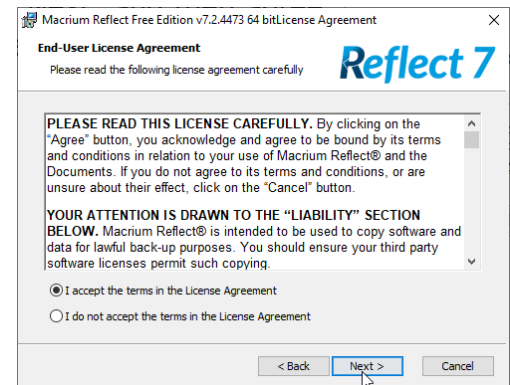 Macrium Reflect Free Edition v7.2.4473 64 bitLicense Agreement
End-User License Agreement
Please read the following license agreement carefully
Reflect 7
PLEASE READ THIS LICENSE CAREFULLY. By clicking on the
“Agree” button, you acknowledge and agree to be bound by its terms
and conditions in relation to your use of Macrium Reflect® and the
Documents. If you do not agree to its terms and conditions, or are
unsure about their effect, click on the “Cancel” button.
YOUR ATTENTION IS DRAWN TO THE “LIABILITY” SECTION
BELOW. Macrium Reflect® is intended to be used to copy software and
data for lawful back-up purposes. You should ensure your third party
software licenses permit such copying.
I accept the terms in the License Agreement
I do not accept the terms in the License Agreement
< Back Next > Cancel